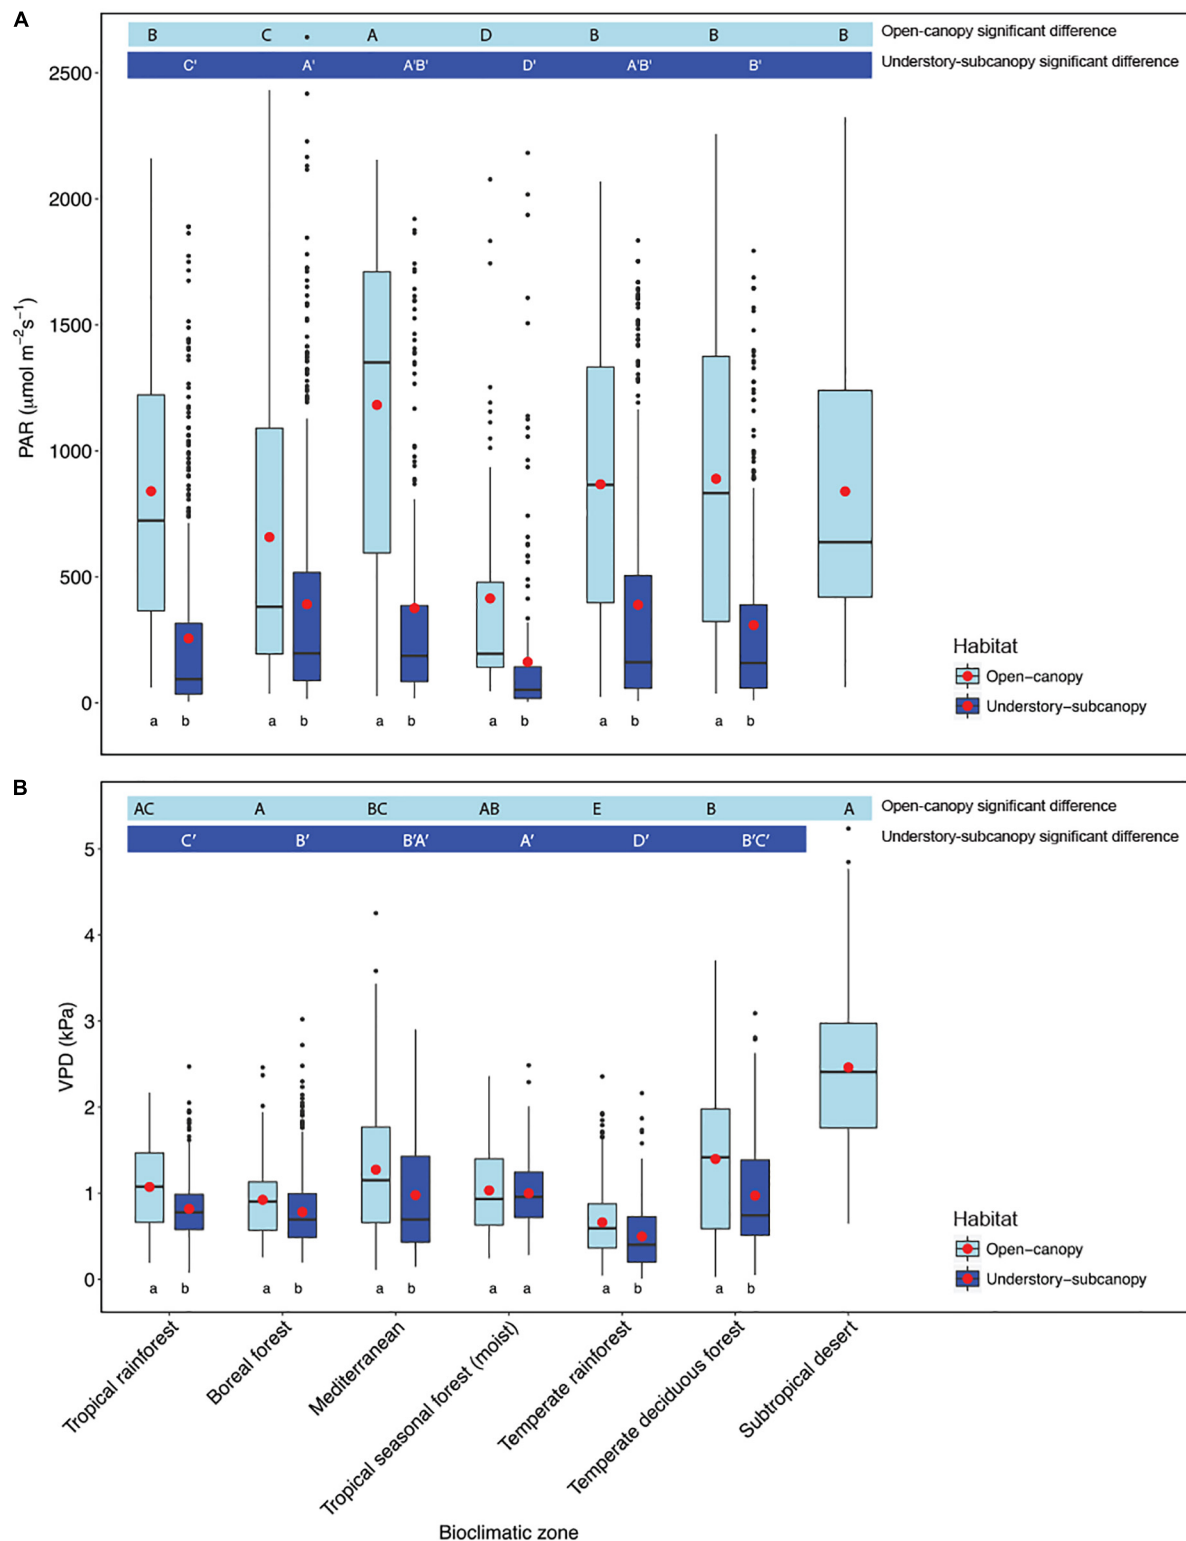 A
B C A D B B B Open-canopy significant difference
C' A' A'B' D' A'B' B' Understory-subcanopy significant difference
2500
2000
1500
1000
500
0
PAR (μmol m−2s−1)
a b a b a b a b a b a b
Habitat
Open−canopy
Understory−subcanopy
B
AC A BC AB E B A Open-canopy significant difference
C′ B′ B′A′ A′ D′ B′C′ Understory-subcanopy significant difference
5
4
3
2
1
0
VPD (kPa)
a b a b a b a a a b a b
Habitat
Open−canopy
Understory−subcanopy
Tropical rainforest
Boreal forest
Mediterranean
Tropical seasonal forest (moist)
Temperate rainforest
Temperate deciduous forest
Subtropical desert
Bioclimatic zone